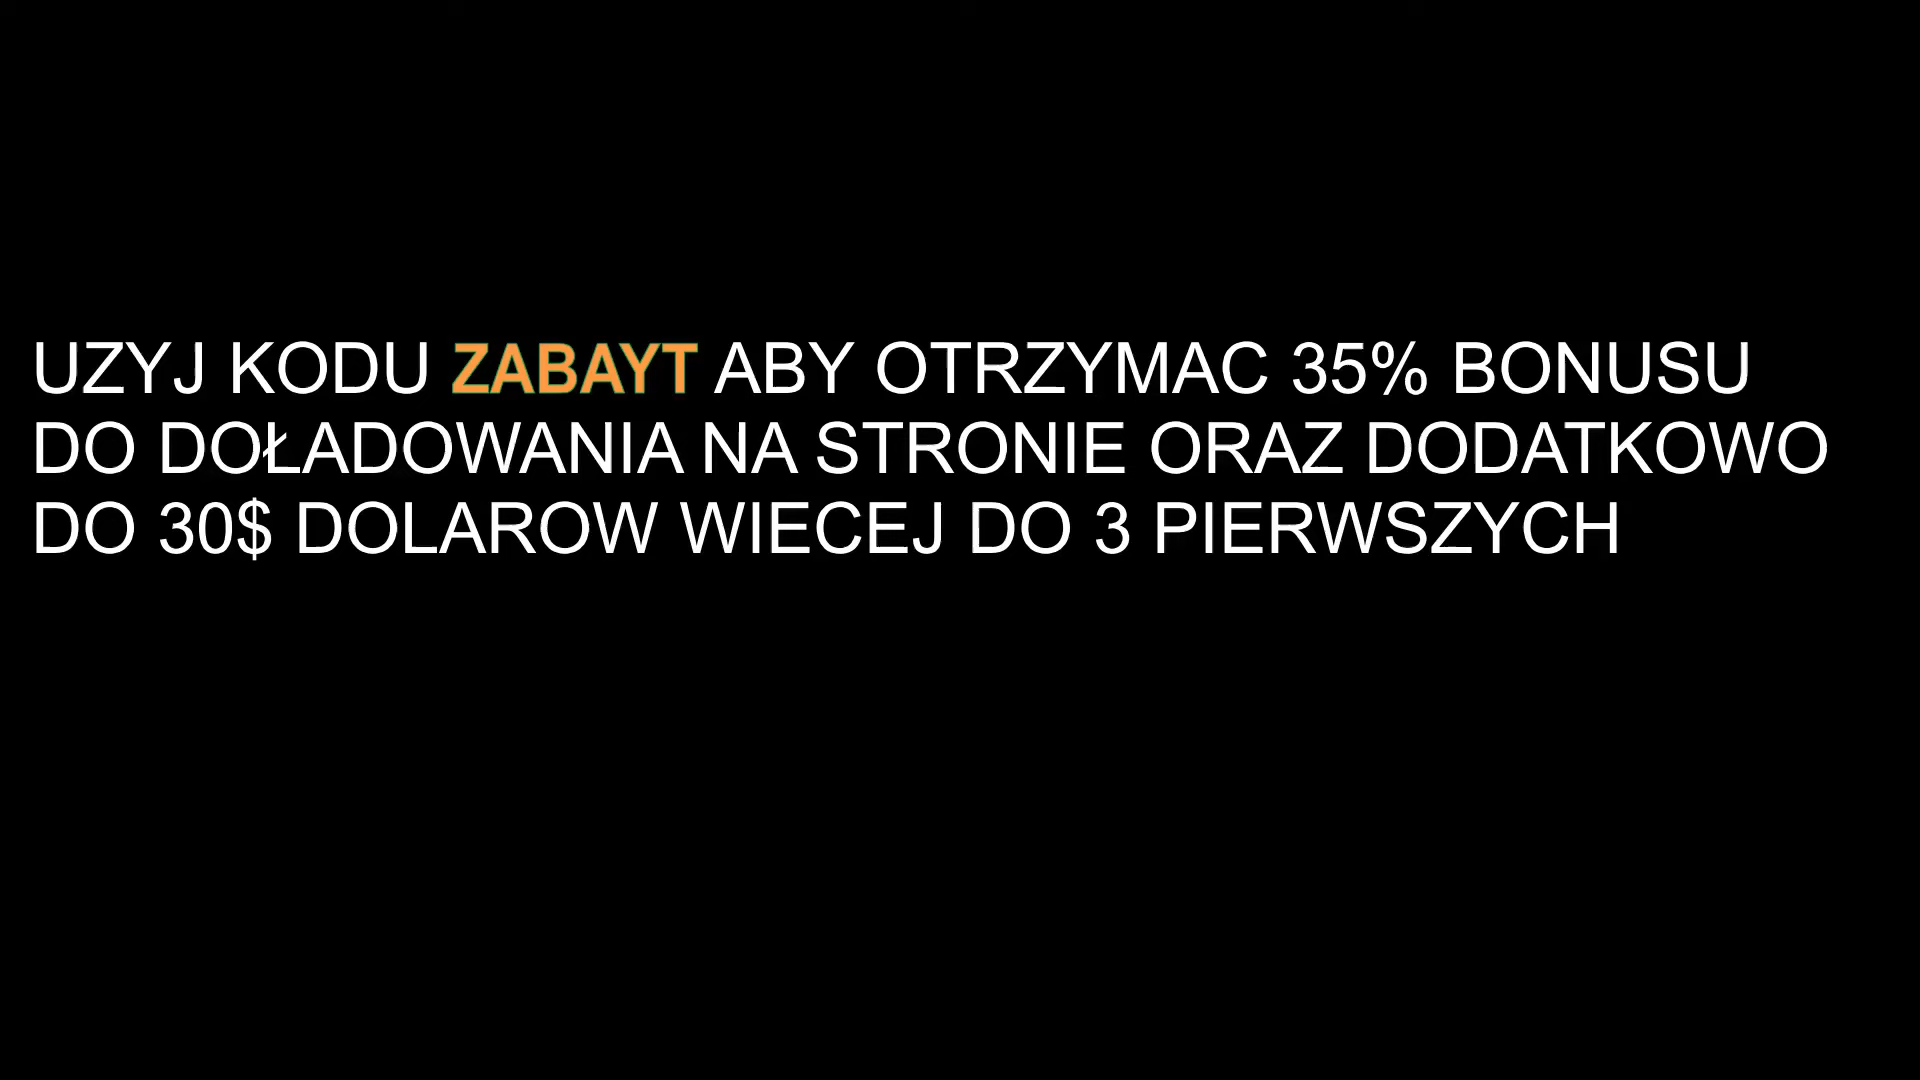 UZYJ KODU ZABAYT ABY OTRZYMAC 35% BONUSU
DO DOŁADOWANIA NA STRONIE ORAZ DODATKOWO
DO 30$ DOLAROW WIECEJ DO 3 PIERWSZYCH